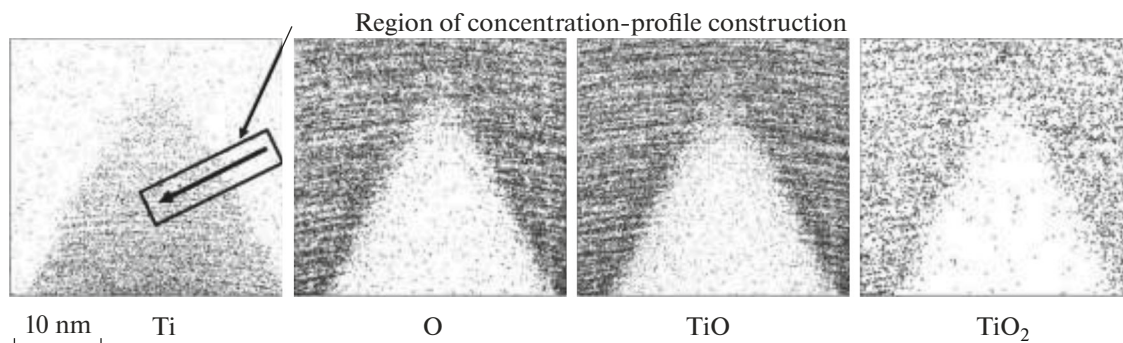 Region of concentration-profile construction
10 nm
Ti
O
TiO
TiO₂